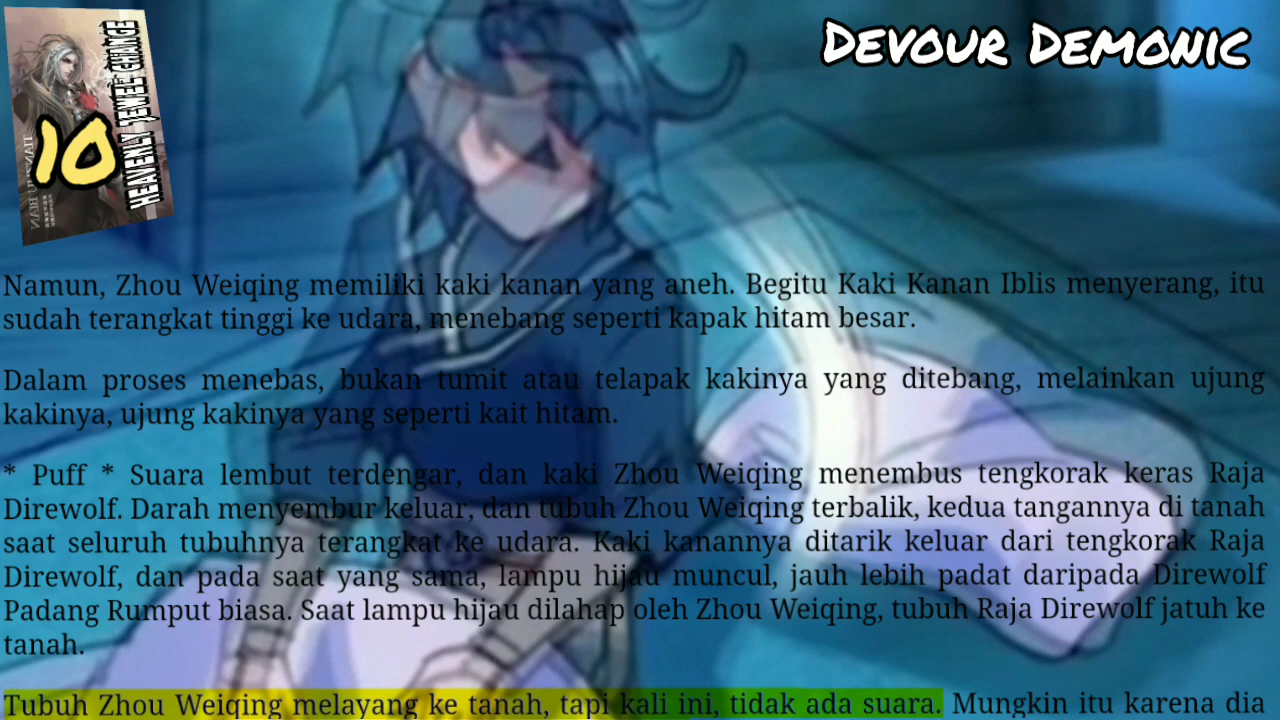 DEVOUR DEMONIC
HEAVENLY JEWEL CHANGE
10
Namun, Zhou Weiqing memiliki kaki kanan yang aneh. Begitu Kaki Kanan Iblis menyerang, itu
sudah terangkat tinggi ke udara, menebang seperti kapak hitam besar.
Dalam proses menebas, bukan tumit atau telapak kakinya yang ditebang, melainkan ujung
kakinya, ujung kakinya yang seperti kait hitam.
* Puff * Suara lembut terdengar, dan kaki Zhou Weiqing menembus tengkorak keras Raja
Direwolf. Darah menyembur keluar, dan tubuh Zhou Weiqing terbalik, kedua tangannya di tanah
saat seluruh tubuhnya terangkat ke udara. Kaki kanannya ditarik keluar dari tengkorak Raja
Direwolf, dan pada saat yang sama, lampu hijau muncul, jauh lebih padat daripada Direwolf
Padang Rumput biasa. Saat lampu hijau dilahap oleh Zhou Weiqing, tubuh Raja Direwolf jatuh ke
tanah.
Tubuh Zhou Weiqing melayang ke tanah, tapi kali ini, tidak ada suara. Mungkin itu karena dia